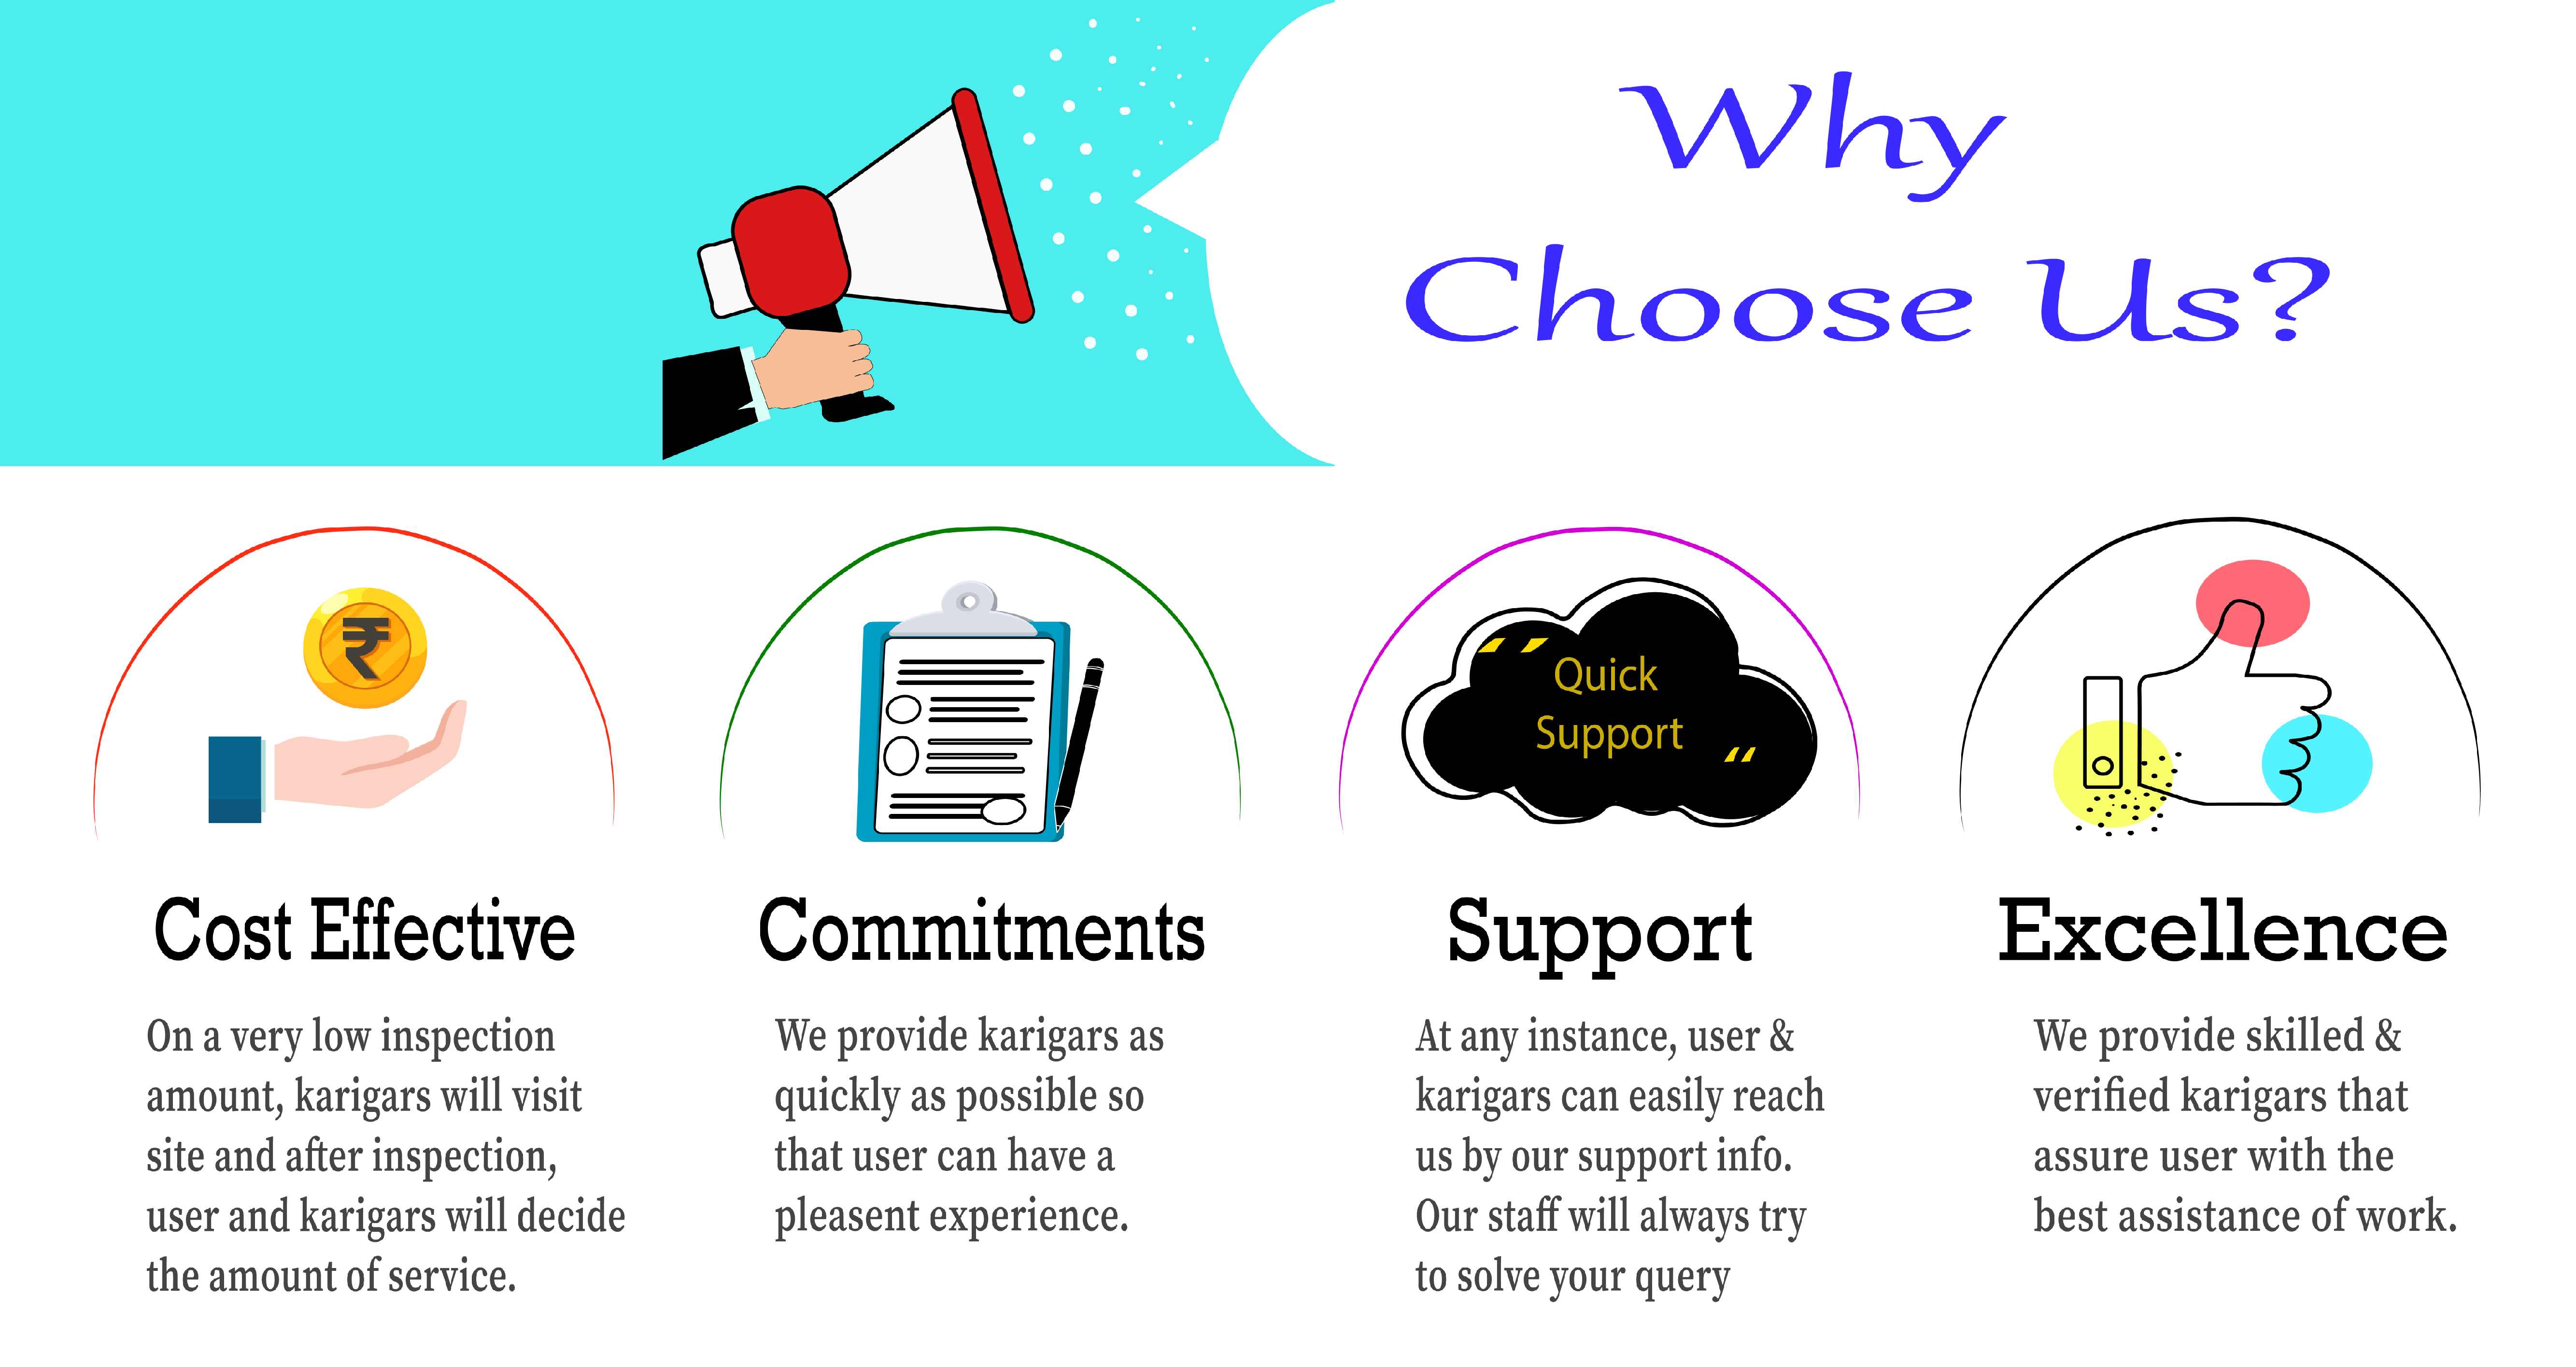 Why
Choose Us?
₹
Quick
Support
Cost Effective
On a very low inspection
amount, karigars will visit
site and after inspection,
user and karigars will decide
the amount of service.
Commitments
We provide karigars as
quickly as possible so
that user can have a
pleasent experience.
Support
At any instance, user &
karigars can easily reach
us by our support info.
Our staff will always try
to solve your query
Excellence
We provide skilled &
verified karigars that
assure user with the
best assistance of work.